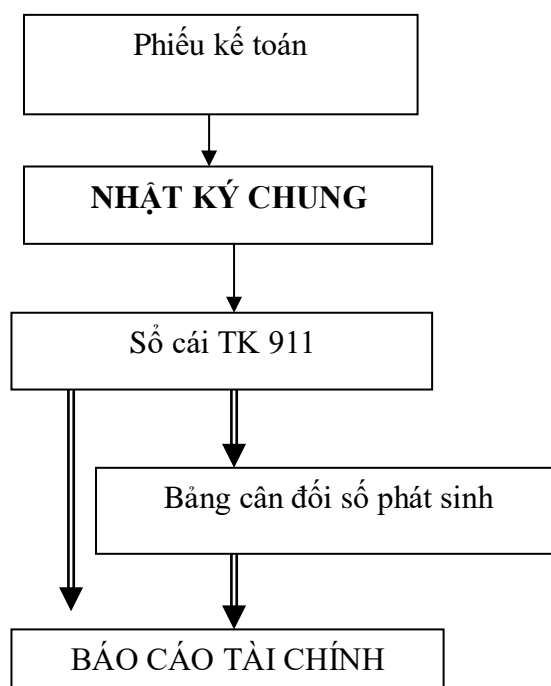 Phiếu kế toán
NHẬT KÝ CHUNG
Sổ cái TK 911
Bảng cân đối số phát sinh
BÁO CÁO TÀI CHÍNH